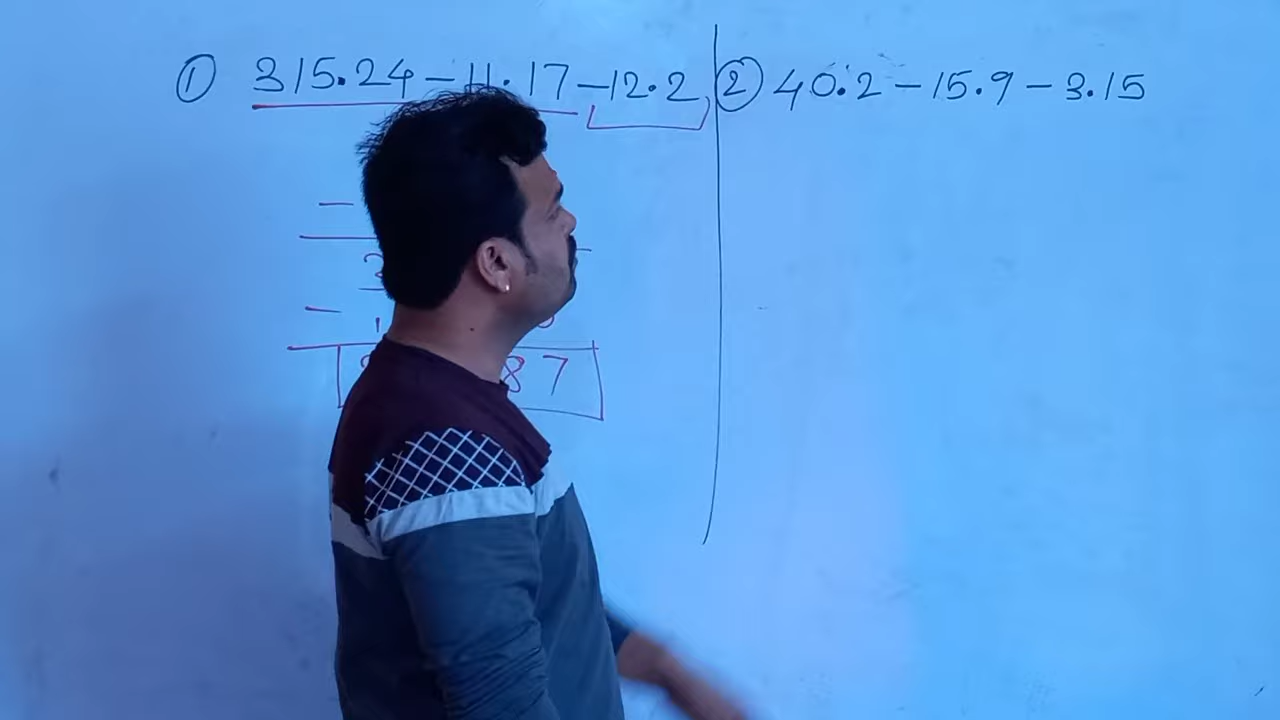 ① 315.24 - 11.17 - 12.2
② 40.2 - 15.9 - 3.15
87